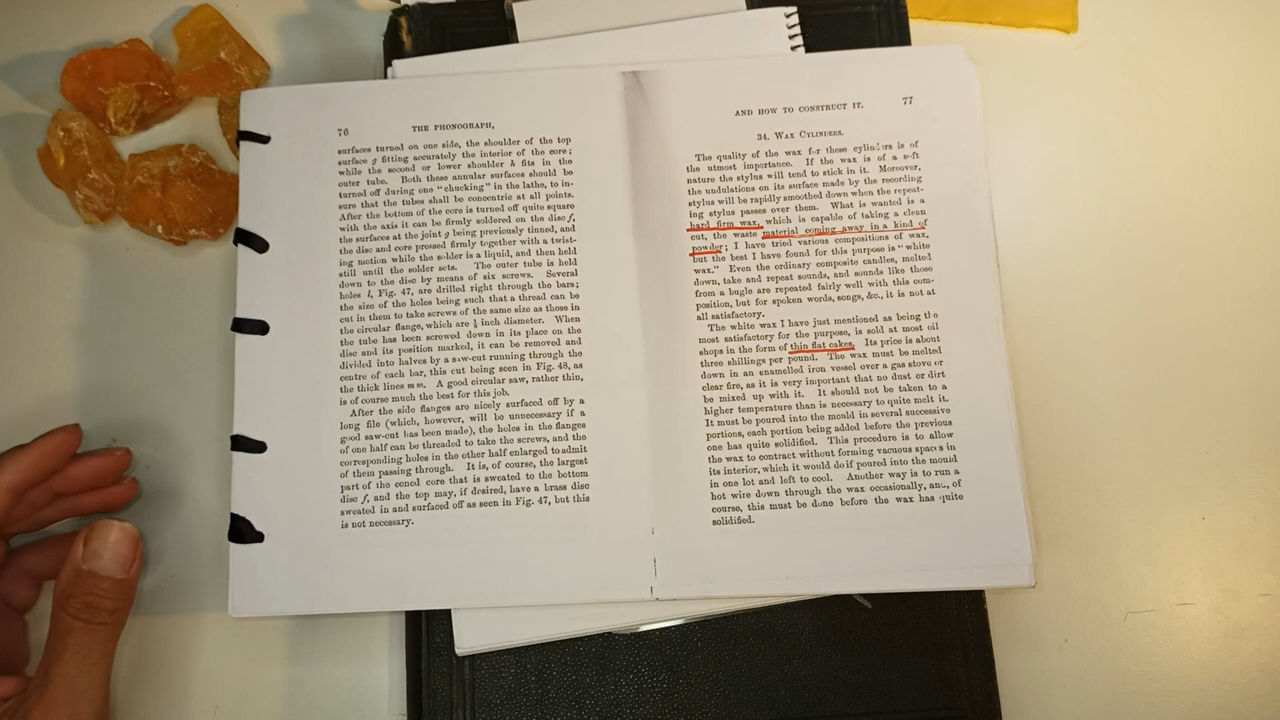 76
THE PHONOGRAPH,
surfaces turned on one side, the shoulder of the top
surface g fitting accurately the interior of the core;
while the second or lower shoulder h fits in the
outer tube. Both these annular surfaces should be
turned off during one "chucking" in the lathe, to in-
sure that the tubes shall be concentric at all points.
After the bottom of the core is turned off quite square
with the axis it can be firmly soldered on the disc f,
the surfaces at the joint g being previously tinned, and
the disc and core pressed firmly together with a twist-
ing motion while the solder is a liquid, and then held
still until the solder sets. The outer tube is held
down to the disc by means of six screws. Several
holes l, Fig. 47, are drilled right through the bars;
the size of the holes being such that a thread can be
cut in them to take screws of the same size as those in
the circular flange, which are ⅛ inch diameter. When
the tube has been screwed down in its place on the
disc and its position marked, it can be removed and
divided into halves by a saw-cut running through the
centre of each bar, this cut being seen in Fig. 48, as
the thick lines m m. A good circular saw, rather thin,
is of course much the best for this job.
After the side flanges are nicely surfaced off by a
long file (which, however, will be unnecessary if a
good saw-cut has been made), the holes in the flanges
of one half can be threaded to take the screws, and the
corresponding holes in the other half enlarged to admit
of them passing through. It is, of course, the largest
part of the coned core that is sweated to the bottom
disc f, and the top may, if desired, have a brass disc
sweated in and surfaced off as seen in Fig. 47, but this
is not necessary.
AND HOW TO CONSTRUCT IT.
77
34. WAX CYLINDERS.
The quality of the wax for these cylinders is of
the utmost importance. If the wax is of a soft
nature the stylus will tend to stick in it. Moreover,
the undulations on its surface made by the recording
stylus will be rapidly smoothed down when the repeat-
ing stylus passes over them. What is wanted is a
hard firm wax, which is capable of taking a clean
cut, the waste material coming away in a kind of
powder; I have tried various compositions of wax,
but the best I have found for this purpose is "white
wax." Even the ordinary composite candles, melted
down, take and repeat sounds, and sounds like those
from a bugle are repeated fairly well with this com-
position, but for spoken words, songs, &c., it is not at
all satisfactory.
The white wax I have just mentioned as being the
most satisfactory for the purpose, is sold at most oil
shops in the form of thin flat cakes. Its price is about
three shillings per pound. The wax must be melted
down in an enamelled iron vessel over a gas stove or
clear fire, as it is very important that no dust or dirt
be mixed up with it. It should not be taken to a
higher temperature than is necessary to quite melt it.
It must be poured into the mould in several successive
portions, each portion being added before the previous
one has quite solidified. This procedure is to allow
the wax to contract without forming vacuous spaces in
its interior, which it would do if poured into the mould
in one lot and left to cool. Another way is to run a
hot wire down through the wax occasionally, and, of
course, this must be done before the wax has quite
solidified.